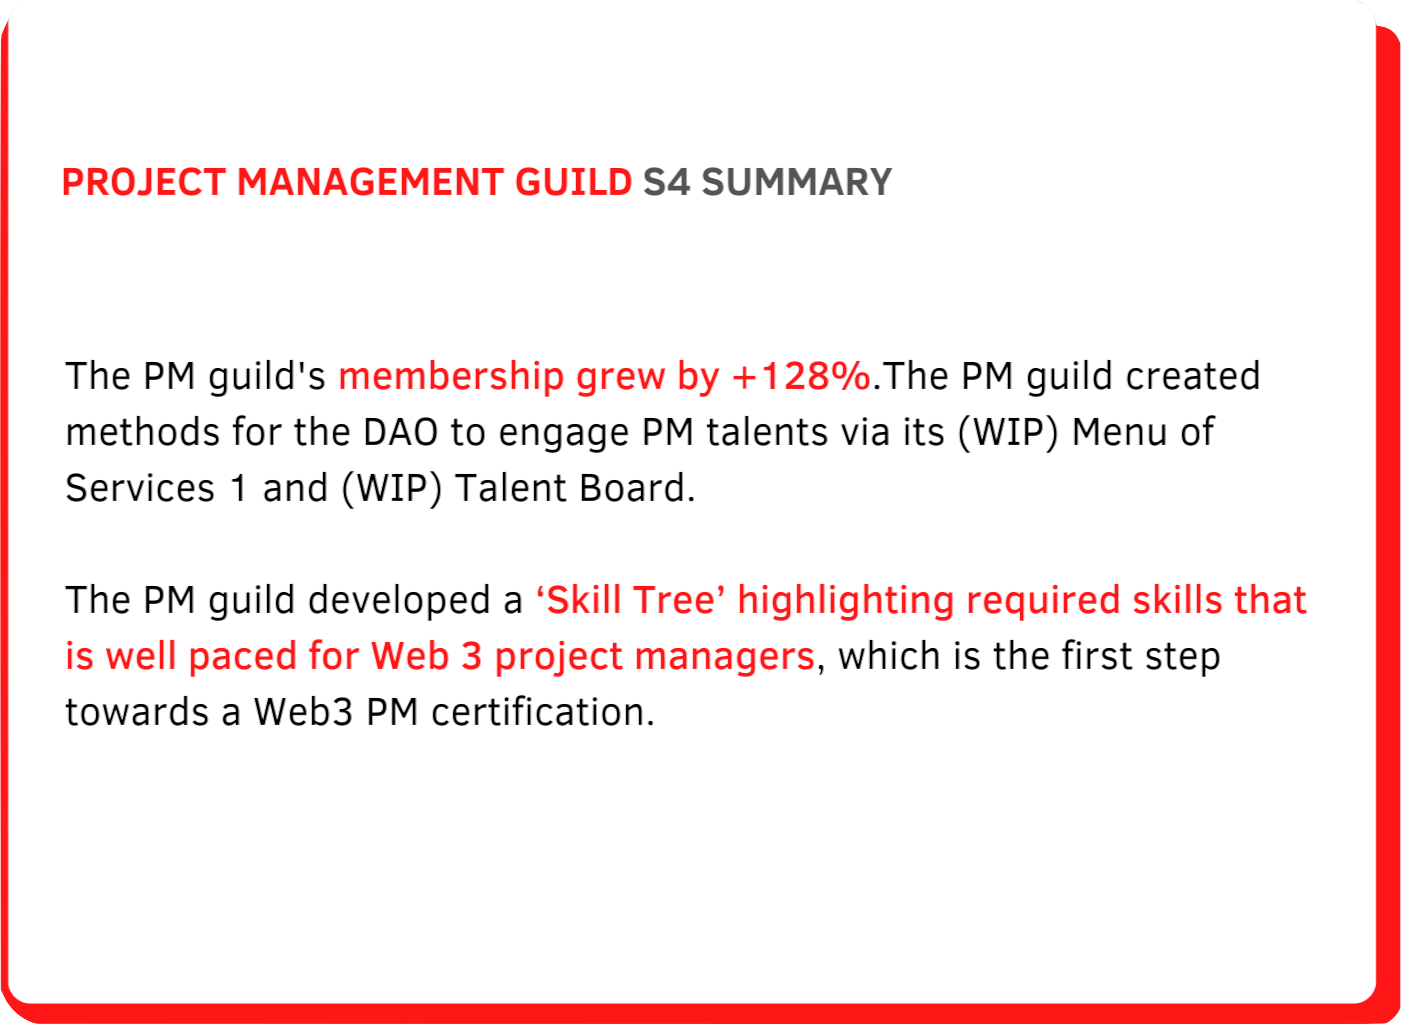 PROJECT MANAGEMENT GUILD S4 SUMMARY
The PM guild's membership grew by +128%.The PM guild created
methods for the DAO to engage PM talents via its (WIP) Menu of
Services 1 and (WIP) Talent Board.
The PM guild developed a ‘Skill Tree’ highlighting required skills that
is well paced for Web 3 project managers, which is the first step
towards a Web3 PM certification.